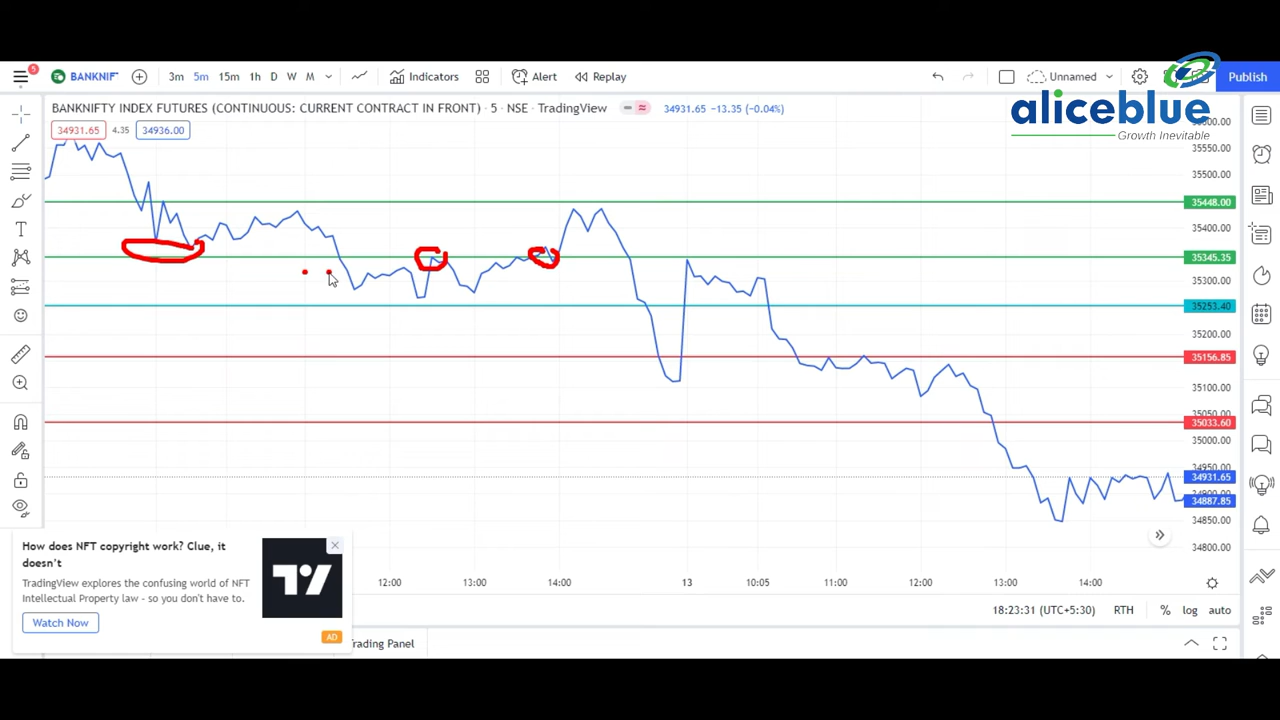 5
BANKNIF
3m 5m 15m 1h D W M
Indicators
Alert
Replay
Unnamed
Publish
BANKNIFTY INDEX FUTURES (CONTINUOUS: CURRENT CONTRACT IN FRONT) · 5 · NSE · TradingView
34931.65 −13.35 (−0.04%)
aliceblue
Growth Inevitable
34931.65 4.35 34936.00
35550.00
35500.00
35448.00
35400.00
35345.35
35300.00
35253.40
35200.00
35156.85
35100.00
35050.00
35033.60
35000.00
34950.00
34931.65
34887.85
34850.00
34800.00
How does NFT copyright work? Clue, it
doesn't
TradingView explores the confusing world of NFT
Intellectual Property law - so you don't have to.
Watch Now
AD
12:00 13:00 14:00 13 10:05 11:00 12:00 13:00 14:00
18:23:31 (UTC+5:30) RTH % log auto
Trading Panel